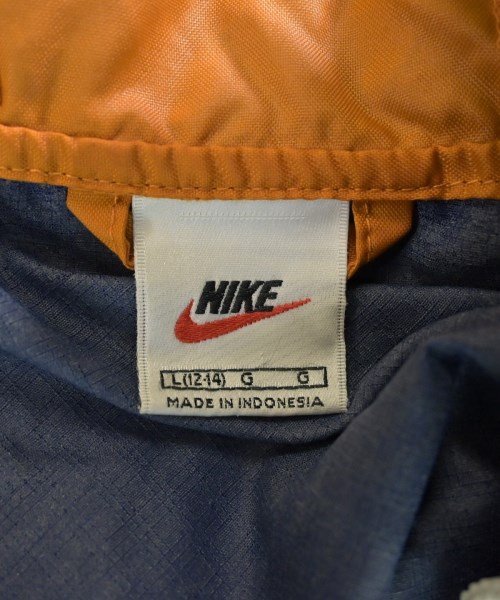 NIKE
L(12-14) G G
MADE IN INDONESIA